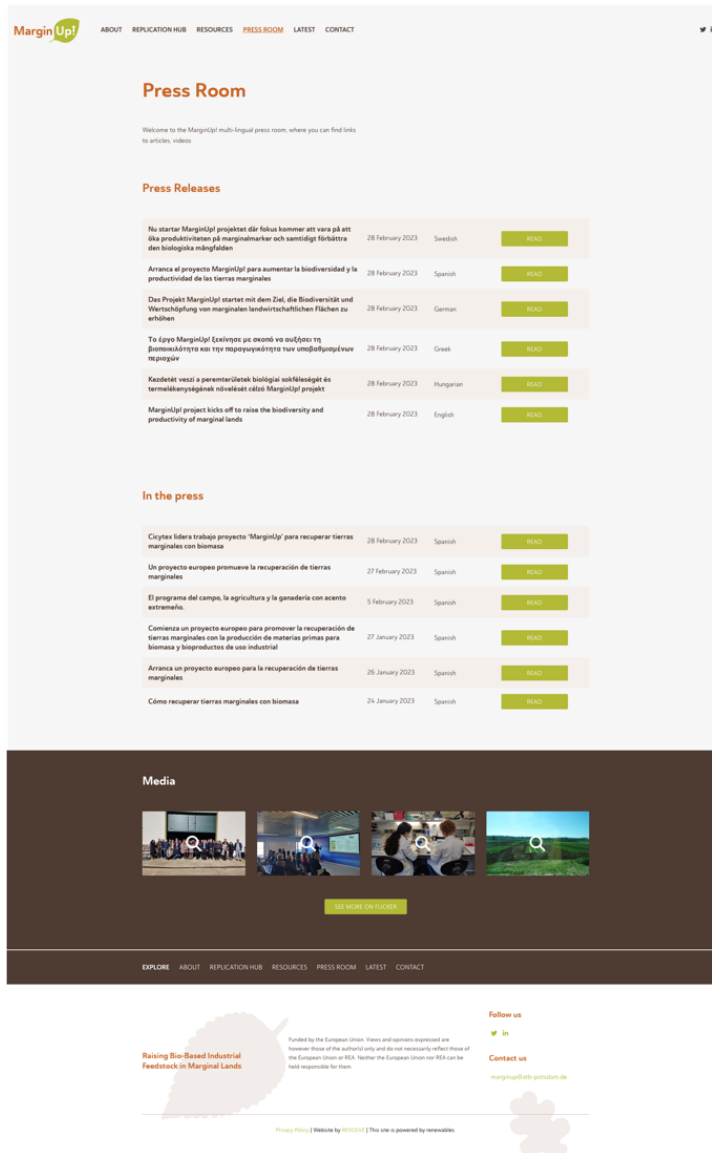 MarginUp!
ABOUT REPLICATION HUB RESOURCES PRESS ROOM LATEST CONTACT
Press Room
Welcome to the MarginUp! multi-lingual press room, where you can find links
to articles, videos
Press Releases
Nu startar MarginUp! projektet där fokus kommer att vara på att
öka produktiviteten på marginalmarker och samtidigt förbättra
den biologiska mångfalden
28 February 2023 Swedish READ
Arranca el proyecto MarginUp! para aumentar la biodiversidad y la
productividad de las tierras marginales
28 February 2023 Spanish READ
Das Projekt MarginUp! startet mit dem Ziel, die Biodiversität und
Wertschöpfung von marginalen landwirtschaftlichen Flächen zu
erhöhen
28 February 2023 German READ
Το έργο MarginUp! ξεκίνησε με σκοπό να αυξήσει τη
βιοποικιλότητα και την παραγωγικότητα των υποβαθμισμένων
περιοχών
28 February 2023 Greek READ
Kezdetét veszi a peremterületek biológiai sokféleségét és
termelékenységének növelését célzó MarginUp! projekt
28 February 2023 Hungarian READ
MarginUp! project kicks off to raise the biodiversity and
productivity of marginal lands
28 February 2023 English READ
In the press
Cicytex lidera trabajo proyecto 'MarginUp' para recuperar tierras
marginales con biomasa
28 February 2023 Spanish READ
Un proyecto europeo promueve la recuperación de tierras
marginales
27 February 2023 Spanish READ
El programa del campo, la agricultura y la ganadería con acento
extremeño.
5 February 2023 Spanish READ
Comienza un proyecto europeo para promover la recuperación de
tierras marginales con la producción de materias primas para
biomasa y bioproductos de uso industrial
27 January 2023 Spanish READ
Arranca un proyecto europeo para la recuperación de tierras
marginales
26 January 2023 Spanish READ
Cómo recuperar tierras marginales con biomasa
24 January 2023 Spanish READ
Media
SEE MORE ON FLICKER
EXPLORE ABOUT REPLICATION HUB RESOURCES PRESS ROOM LATEST CONTACT
Raising Bio-Based Industrial
Feedstock in Marginal Lands
Funded by the European Union. Views and opinions expressed are
however those of the author(s) only and do not necessarily reflect those of
the European Union or REA. Neither the European Union nor REA can be
held responsible for them.
Follow us
in
Contact us
marginup@atb-potsdam.de
Privacy Policy | Website by REVOLVE | This site is powered by renewables.